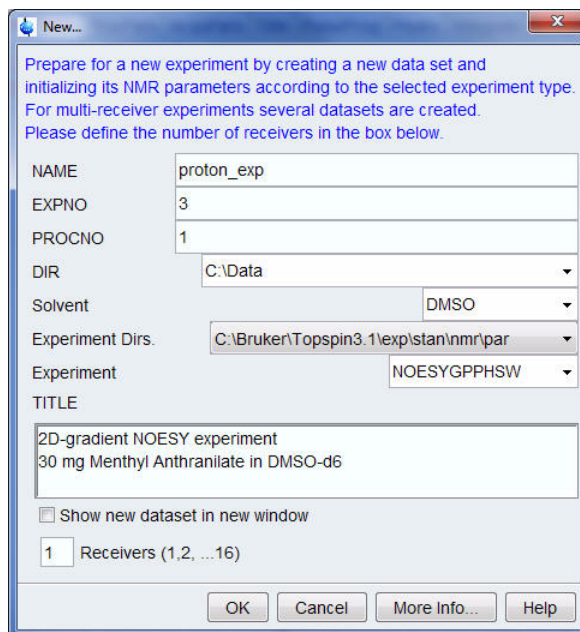 New...
Prepare for a new experiment by creating a new data set and
initializing its NMR parameters according to the selected experiment type.
For multi-receiver experiments several datasets are created.
Please define the number of receivers in the box below.
NAME proton_exp
EXPNO 3
PROCNO 1
DIR C:\Data
Solvent DMSO
Experiment Dirs. C:\Bruker\Topspin3.1\exp\stan\nmr\par
Experiment NOESYGPPHSW
TITLE
2D-gradient NOESY experiment
30 mg Menthyl Anthranilate in DMSO-d6
Show new dataset in new window
1 Receivers (1,2, ...16)
OK Cancel More Info... Help